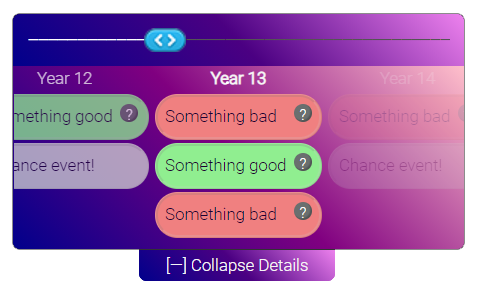 Year 12 Year 13 Year 14
mething good ? Something bad ? Something bad ?
ance event! Something good ? Chance event!
Something bad ?
[—] Collapse Details